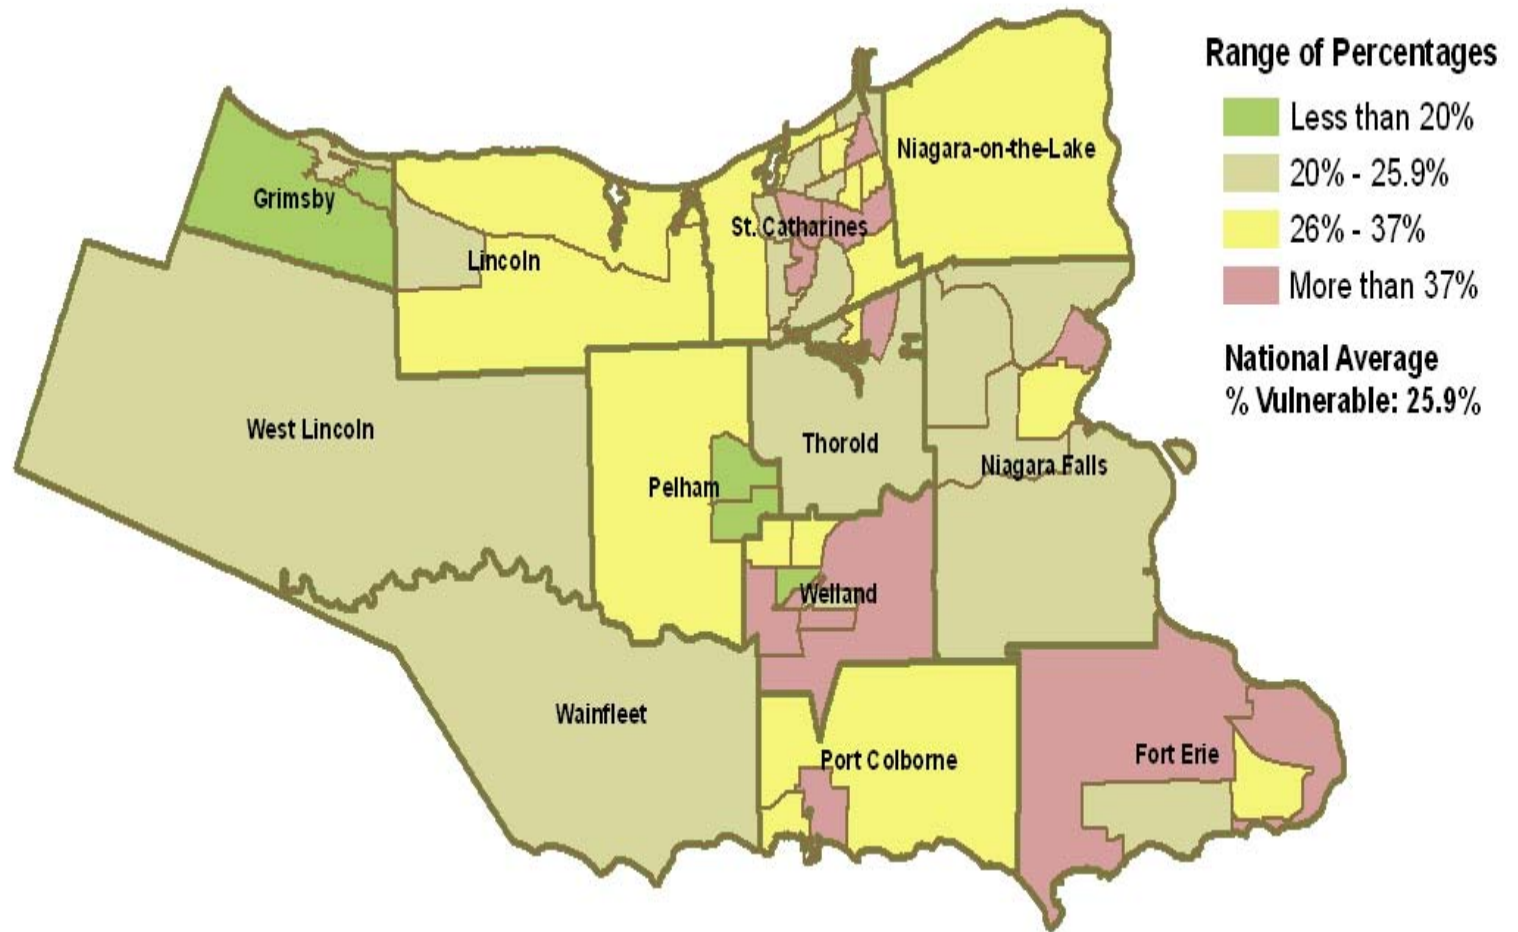 Range of Percentages
Less than 20%
20% - 25.9%
26% - 37%
More than 37%
National Average
% Vulnerable: 25.9%
Niagara-on-the-Lake
Grimsby
St. Catharines
Lincoln
West Lincoln
Thorold
Niagara Falls
Pelham
Welland
Wainfleet
Port Colborne
Fort Erie